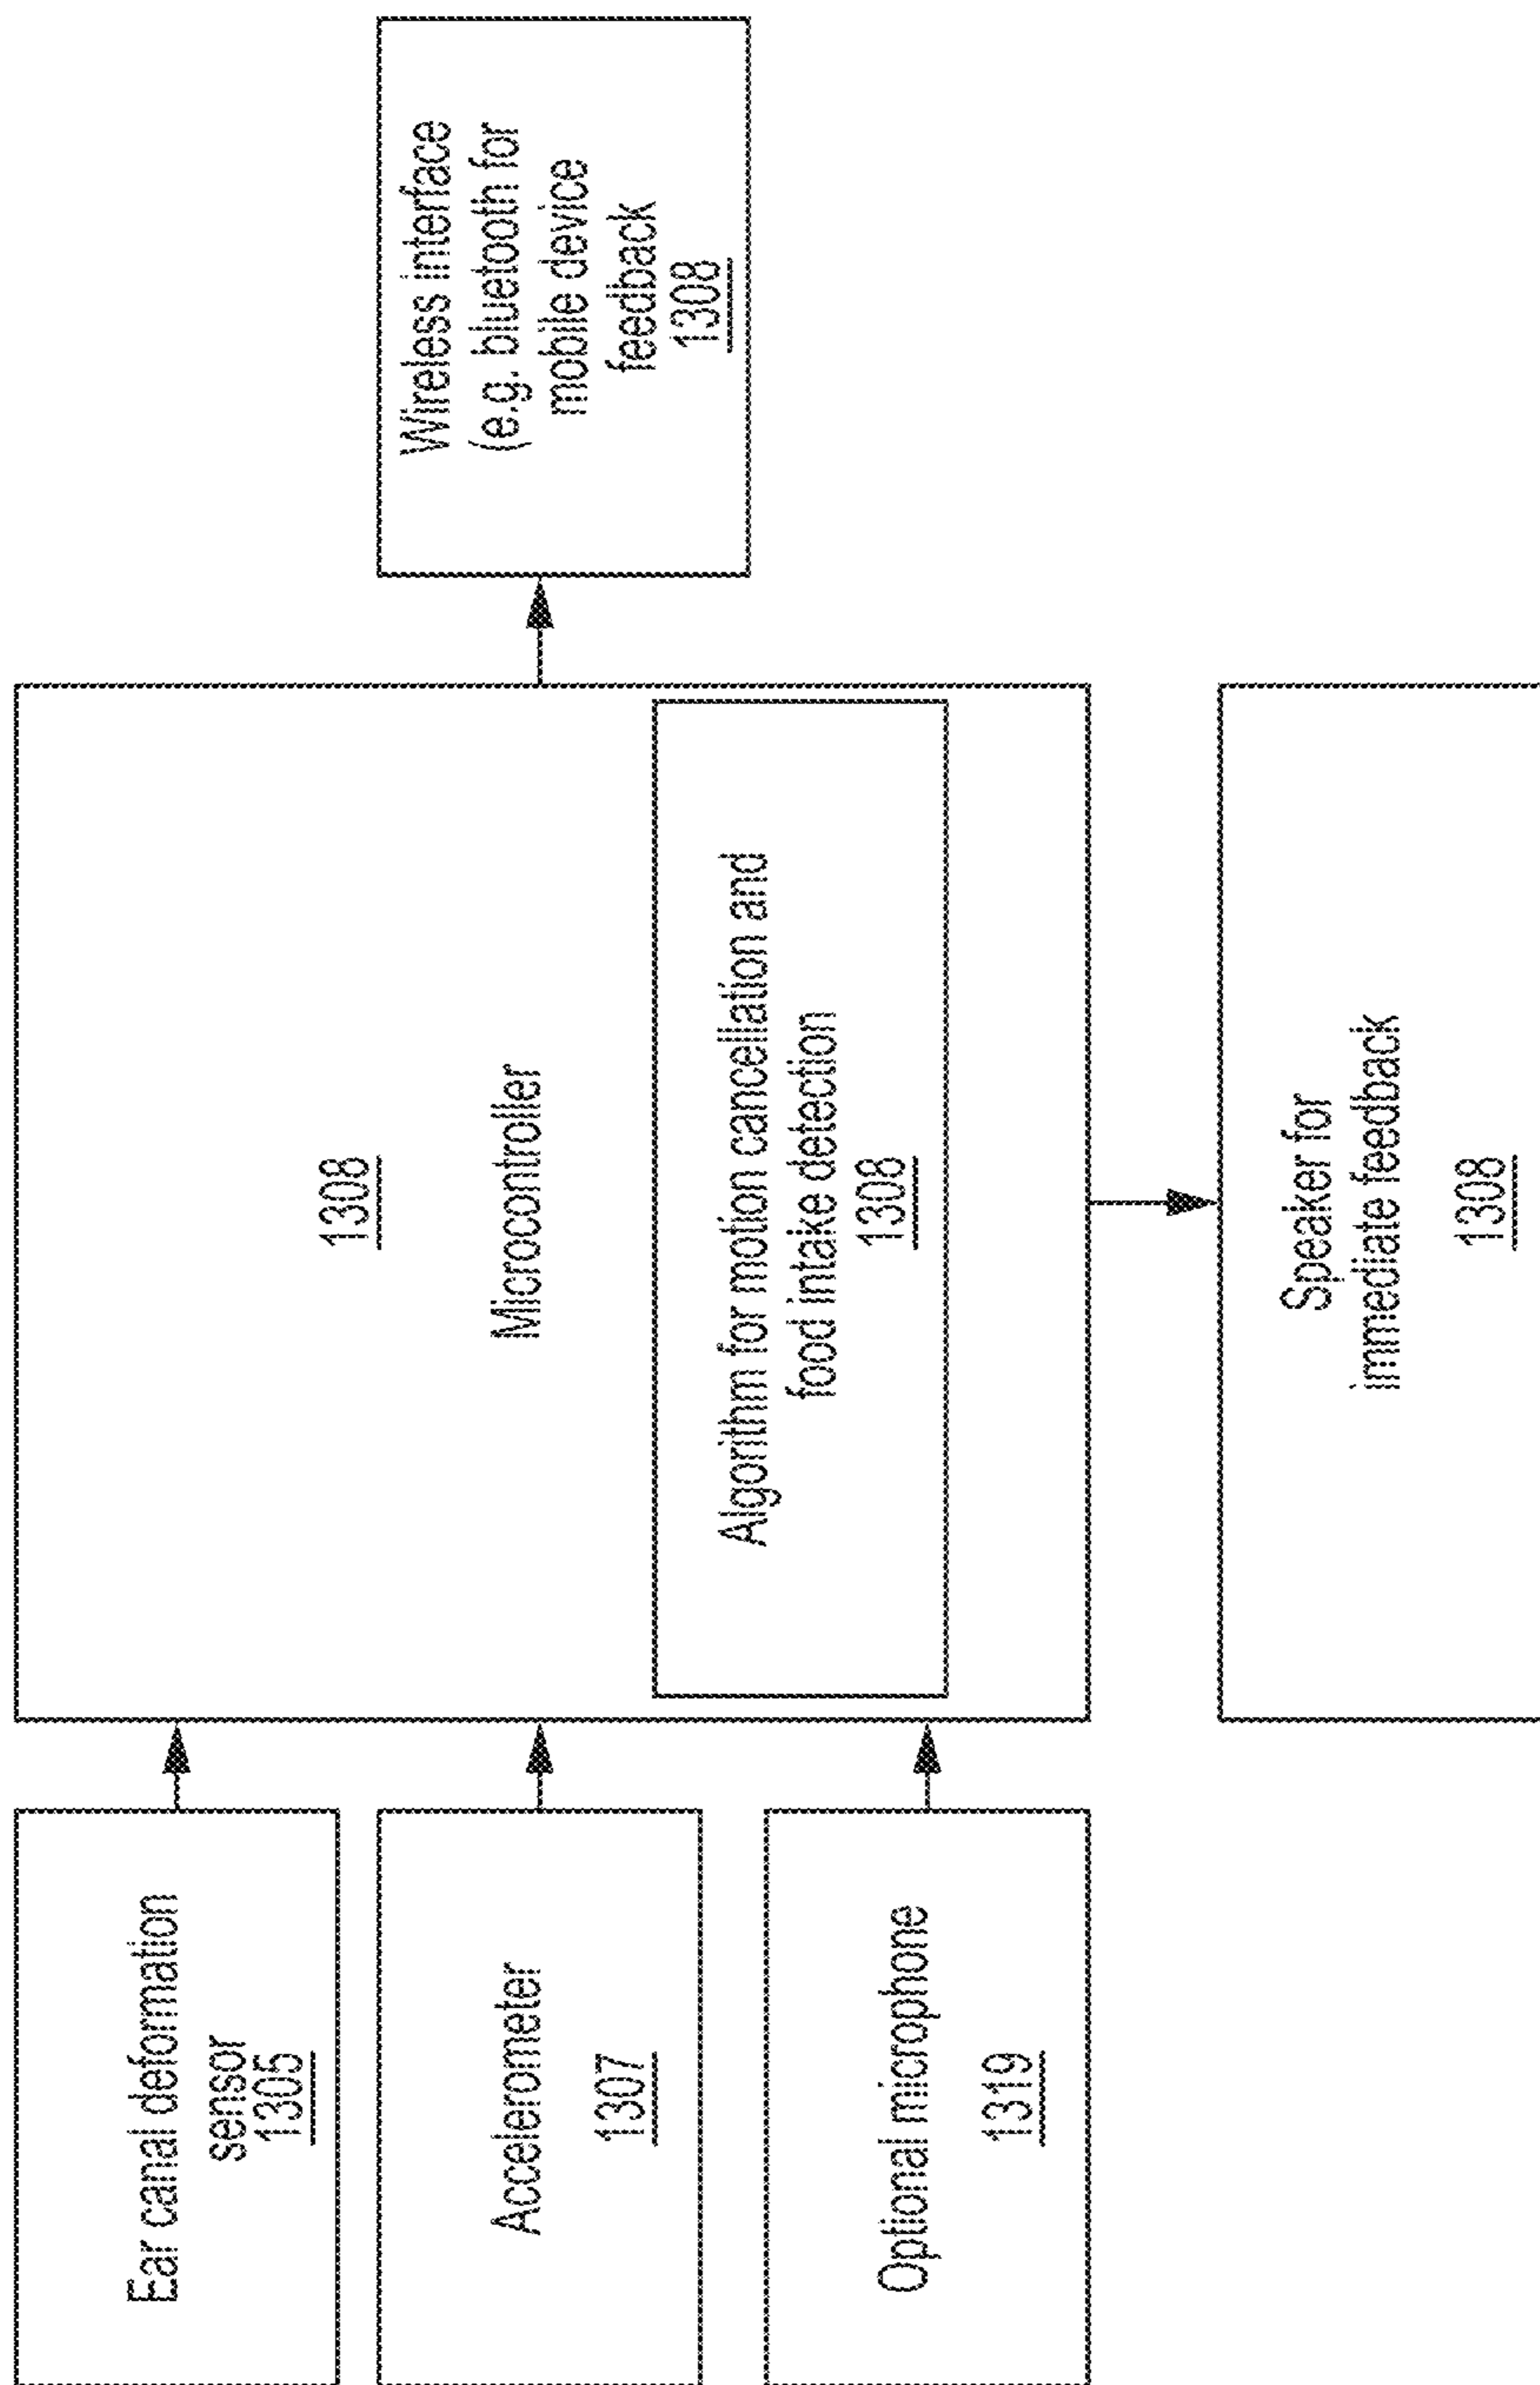 Ear canal deformation
sensor
1305
Accelerometer
1307
Optional microphone
1319
1308
Microcontroller
Algorithm for motion cancellation and
food intake detection
1308
Wireless interface
(e.g. bluetooth for
mobile device
feedback
1308
Speaker for
immediate feedback
1308